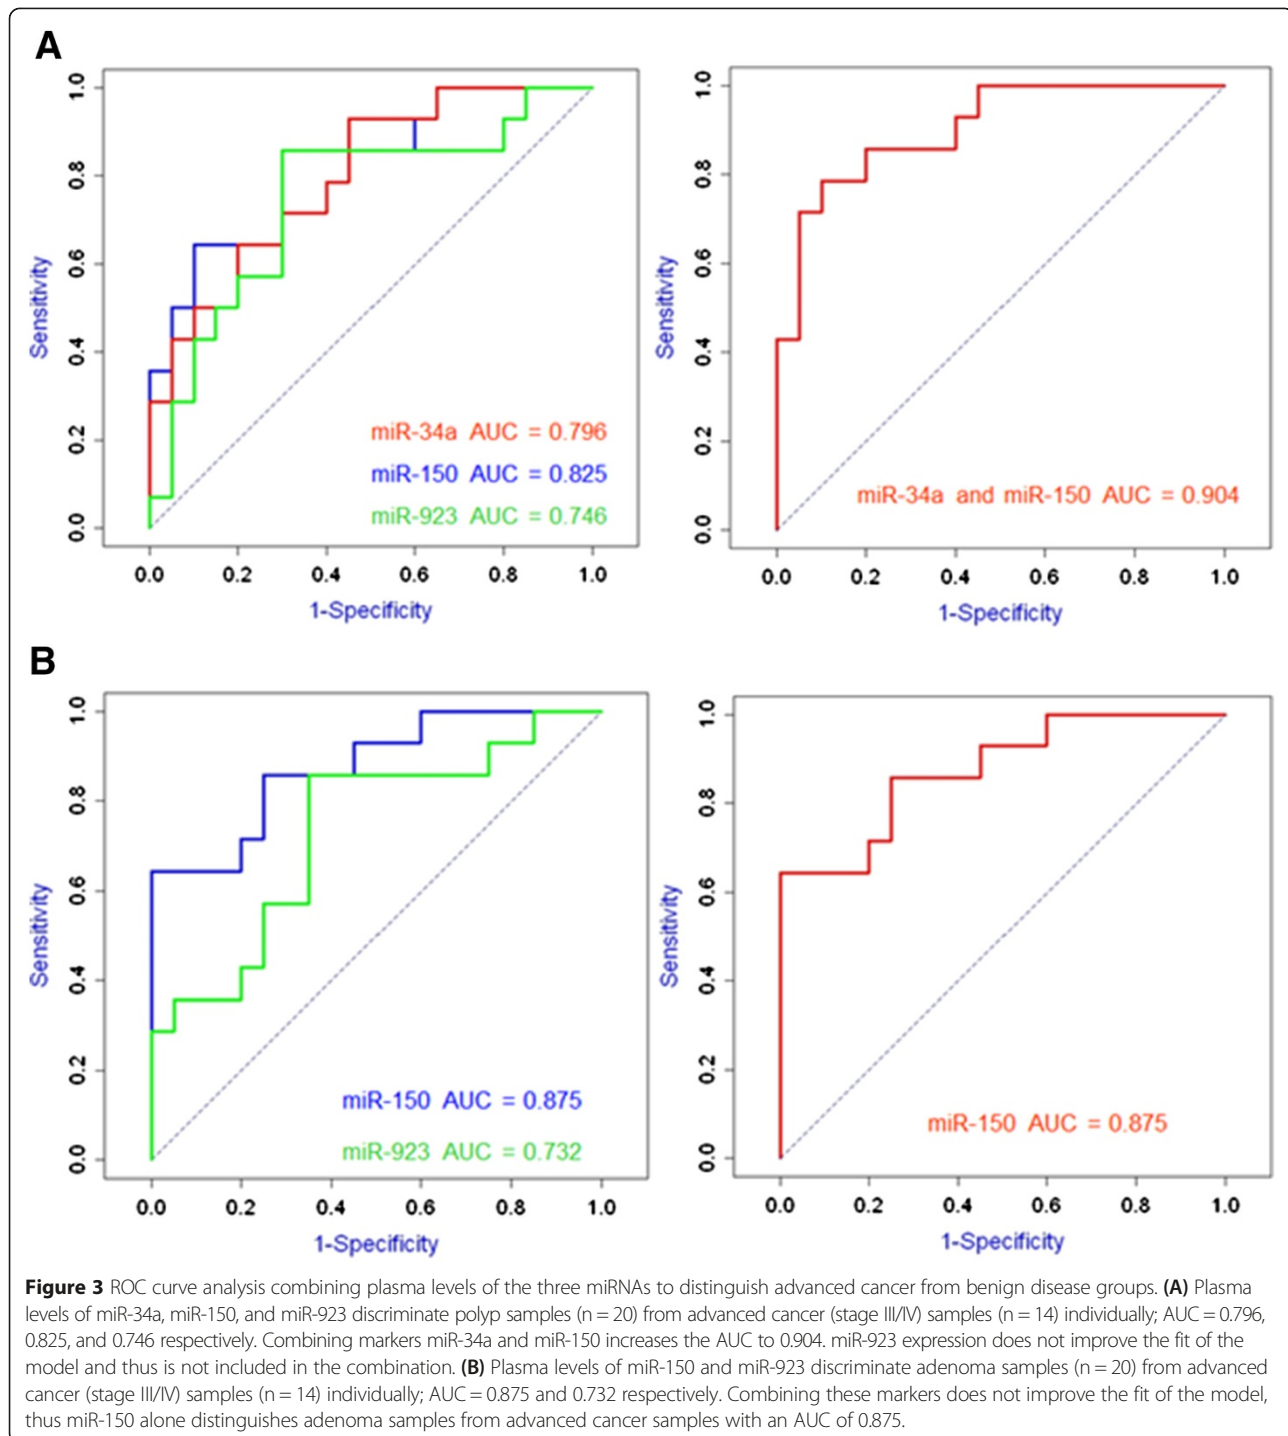 A
1.0
0.8
0.6
0.4
0.2
0.0
Sensitivity
miR-34a AUC = 0.796
miR-150 AUC = 0.825
miR-923 AUC = 0.746
0.0 0.2 0.4 0.6 0.8 1.0
1-Specificity
1.0
0.8
0.6
0.4
0.2
0.0
Sensitivity
miR-34a and miR-150 AUC = 0.904
0.0 0.2 0.4 0.6 0.8 1.0
1-Specificity
B
1.0
0.8
0.6
0.4
0.2
0.0
Sensitivity
miR-150 AUC = 0.875
miR-923 AUC = 0.732
0.0 0.2 0.4 0.6 0.8 1.0
1-Specificity
1.0
0.8
0.6
0.4
0.2
0.0
Sensitivity
miR-150 AUC = 0.875
0.0 0.2 0.4 0.6 0.8 1.0
1-Specificity
Figure 3 ROC curve analysis combining plasma levels of the three miRNAs to distinguish advanced cancer from benign disease groups. (A) Plasma
levels of miR-34a, miR-150, and miR-923 discriminate polyp samples (n = 20) from advanced cancer (stage III/IV) samples (n = 14) individually; AUC = 0.796,
0.825, and 0.746 respectively. Combining markers miR-34a and miR-150 increases the AUC to 0.904. miR-923 expression does not improve the fit of the
model and thus is not included in the combination. (B) Plasma levels of miR-150 and miR-923 discriminate adenoma samples (n = 20) from advanced
cancer (stage III/IV) samples (n = 14) individually; AUC = 0.875 and 0.732 respectively. Combining these markers does not improve the fit of the model,
thus miR-150 alone distinguishes adenoma samples from advanced cancer samples with an AUC of 0.875.